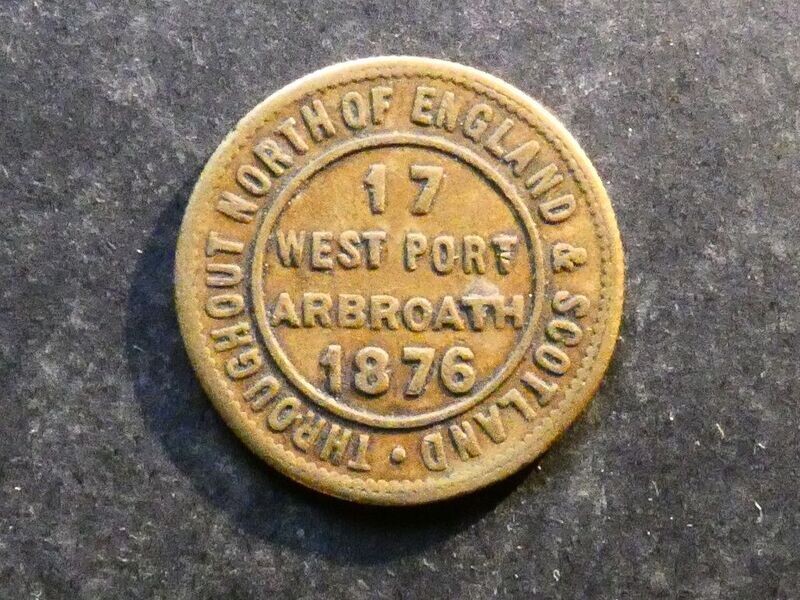 THROUGHOUT NORTH OF ENGLAND & SCOTLAND •
17
WEST PORT
ARBROATH
1876